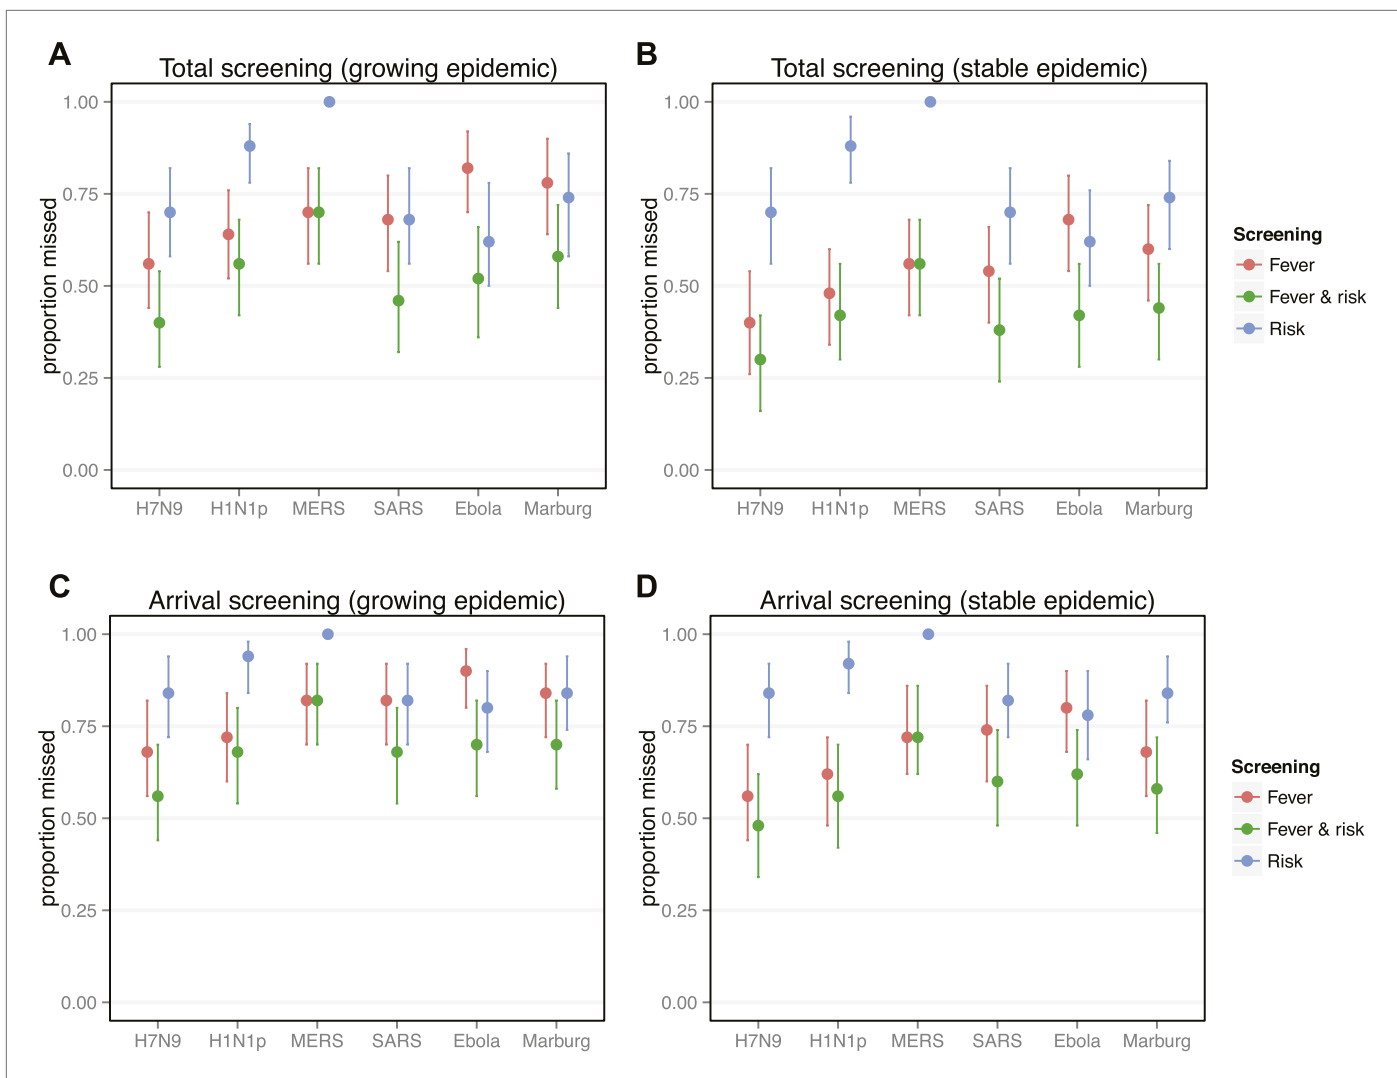 A
Total screening (growing epidemic)
proportion missed
1.00
0.75
0.50
0.25
0.00
H7N9 H1N1p MERS SARS Ebola Marburg
B
Total screening (stable epidemic)
proportion missed
1.00
0.75
0.50
0.25
0.00
H7N9 H1N1p MERS SARS Ebola Marburg
Screening
Fever
Fever & risk
Risk
C
Arrival screening (growing epidemic)
proportion missed
1.00
0.75
0.50
0.25
0.00
H7N9 H1N1p MERS SARS Ebola Marburg
D
Arrival screening (stable epidemic)
proportion missed
1.00
0.75
0.50
0.25
0.00
H7N9 H1N1p MERS SARS Ebola Marburg
Screening
Fever
Fever & risk
Risk